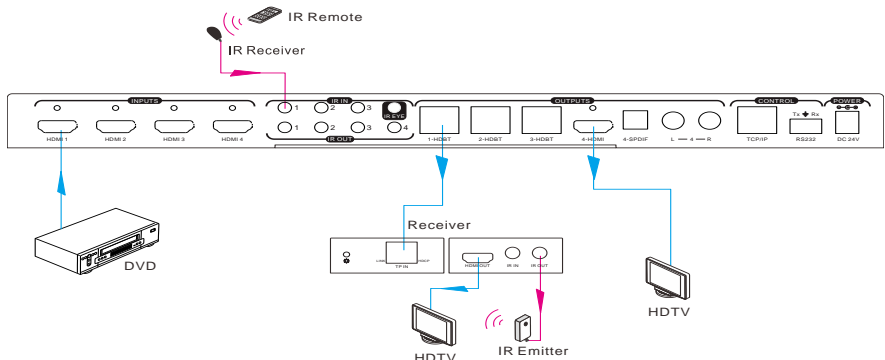 IR Remote
IR Receiver
INPUTS
IR IN
OUTPUTS
CONTROL
POWER
1
2
3
IR EYE
Tx Rx
1
2
3
4
HDMI 1
HDMI 2
HDMI 3
HDMI 4
IR OUT
1-HDBT
2-HDBT
3-HDBT
4-HDMI
4-SPDIF
L — 4 — R
TCP/IP
RS232
DC 24V
Receiver
LINK
HDCP
TP IN
HDMI OUT
IR IN
IR OUT
DVD
HDTV
HDTV
IR Emitter